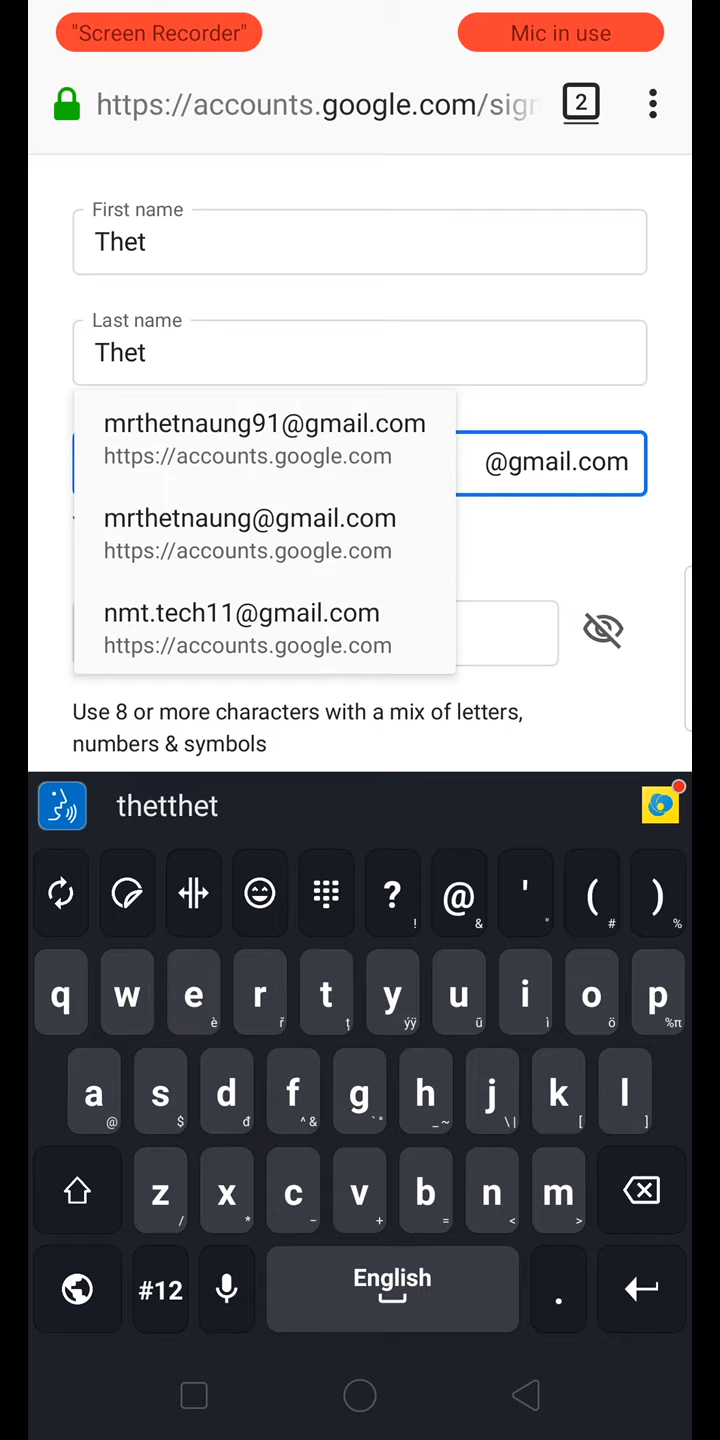 "Screen Recorder" Mic in use
https://accounts.google.com/sign 2
First name
Thet
Last name
Thet
mrthetnaung91@gmail.com
https://accounts.google.com
@gmail.com
mrthetnaung@gmail.com
https://accounts.google.com
nmt.tech11@gmail.com
https://accounts.google.com
Use 8 or more characters with a mix of letters,
numbers & symbols
thetthet
? ! @ & ' " ( # ) %
q w e è r ř t ţ y ýÿ u ū i ì o ö p %π
a @ s $ d đ f ^& g `° h _~ j \| k [ l ]
z / x * c - v + b = n < m >
#12 English .